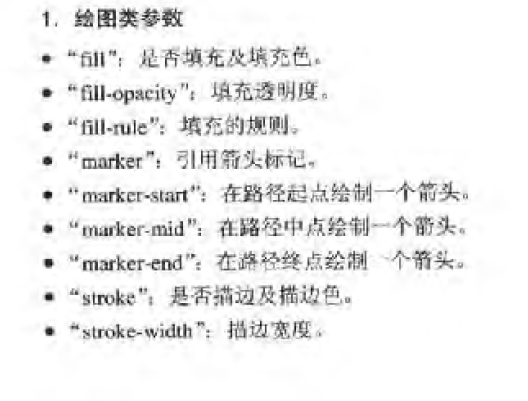 1. 绘图类参数
• “fill”：是否填充及填充色。
• “fill-opacity”：填充透明度。
• “fill-rule”：填充的规则。
• “marker”：引用箭头标记。
• “marker-start”：在路径起点绘制一个箭头。
• “marker-mid”：在路径中点绘制一个箭头。
• “marker-end”：在路径终点绘制一个箭头。
• “stroke”：是否描边及描边色。
• “stroke-width”：描边宽度。